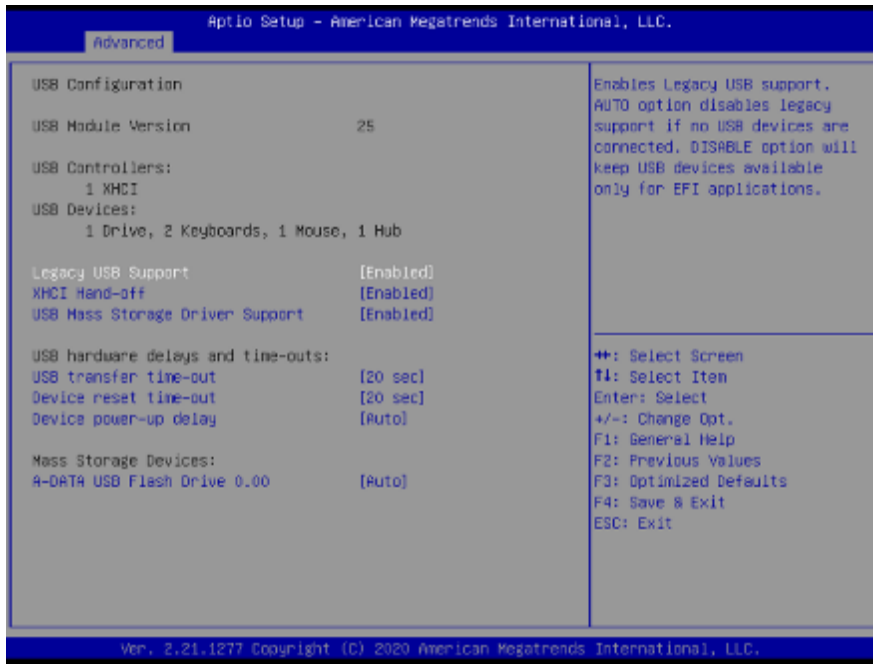 Aptio Setup – American Megatrends International, LLC.
Advanced
USB Configuration
USB Module Version 25
USB Controllers:
1 XHCI
USB Devices:
1 Drive, 2 Keyboards, 1 Mouse, 1 Hub
Legacy USB Support [Enabled]
XHCI Hand-off [Enabled]
USB Mass Storage Driver Support [Enabled]
USB hardware delays and time-outs:
USB transfer time-out [20 sec]
Device reset time-out [20 sec]
Device power-up delay [Auto]
Mass Storage Devices:
A-DATA USB Flash Drive 0.00 [Auto]
Enables Legacy USB support.
AUTO option disables legacy
support if no USB devices are
connected. DISABLE option will
keep USB devices available
only for EFI applications.
→←: Select Screen
↑↓: Select Item
Enter: Select
+/-: Change Opt.
F1: General Help
F2: Previous Values
F3: Optimized Defaults
F4: Save & Exit
ESC: Exit
Ver. 2.21.1277 Copyright (C) 2020 American Megatrends International, LLC.